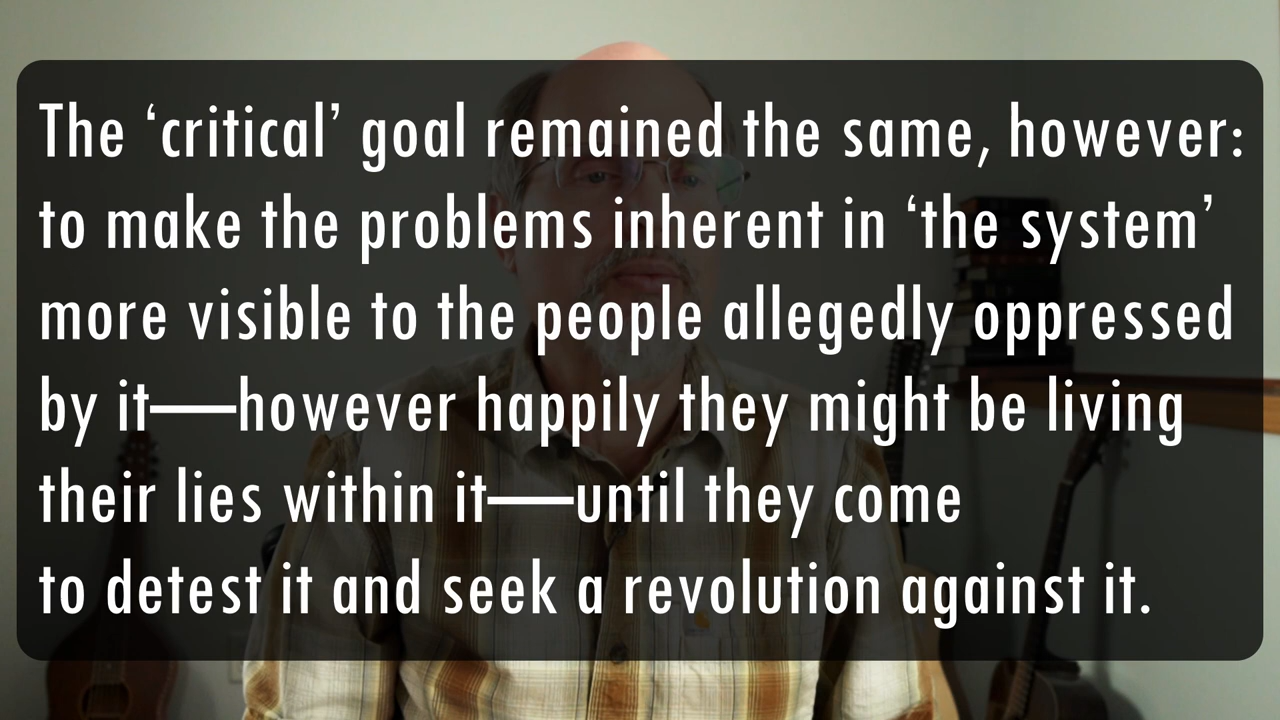 The ‘critical’ goal remained the same, however:
to make the problems inherent in ‘the system’
more visible to the people allegedly oppressed
by it——however happily they might be living
their lies within it——until they come
to detest it and seek a revolution against it.